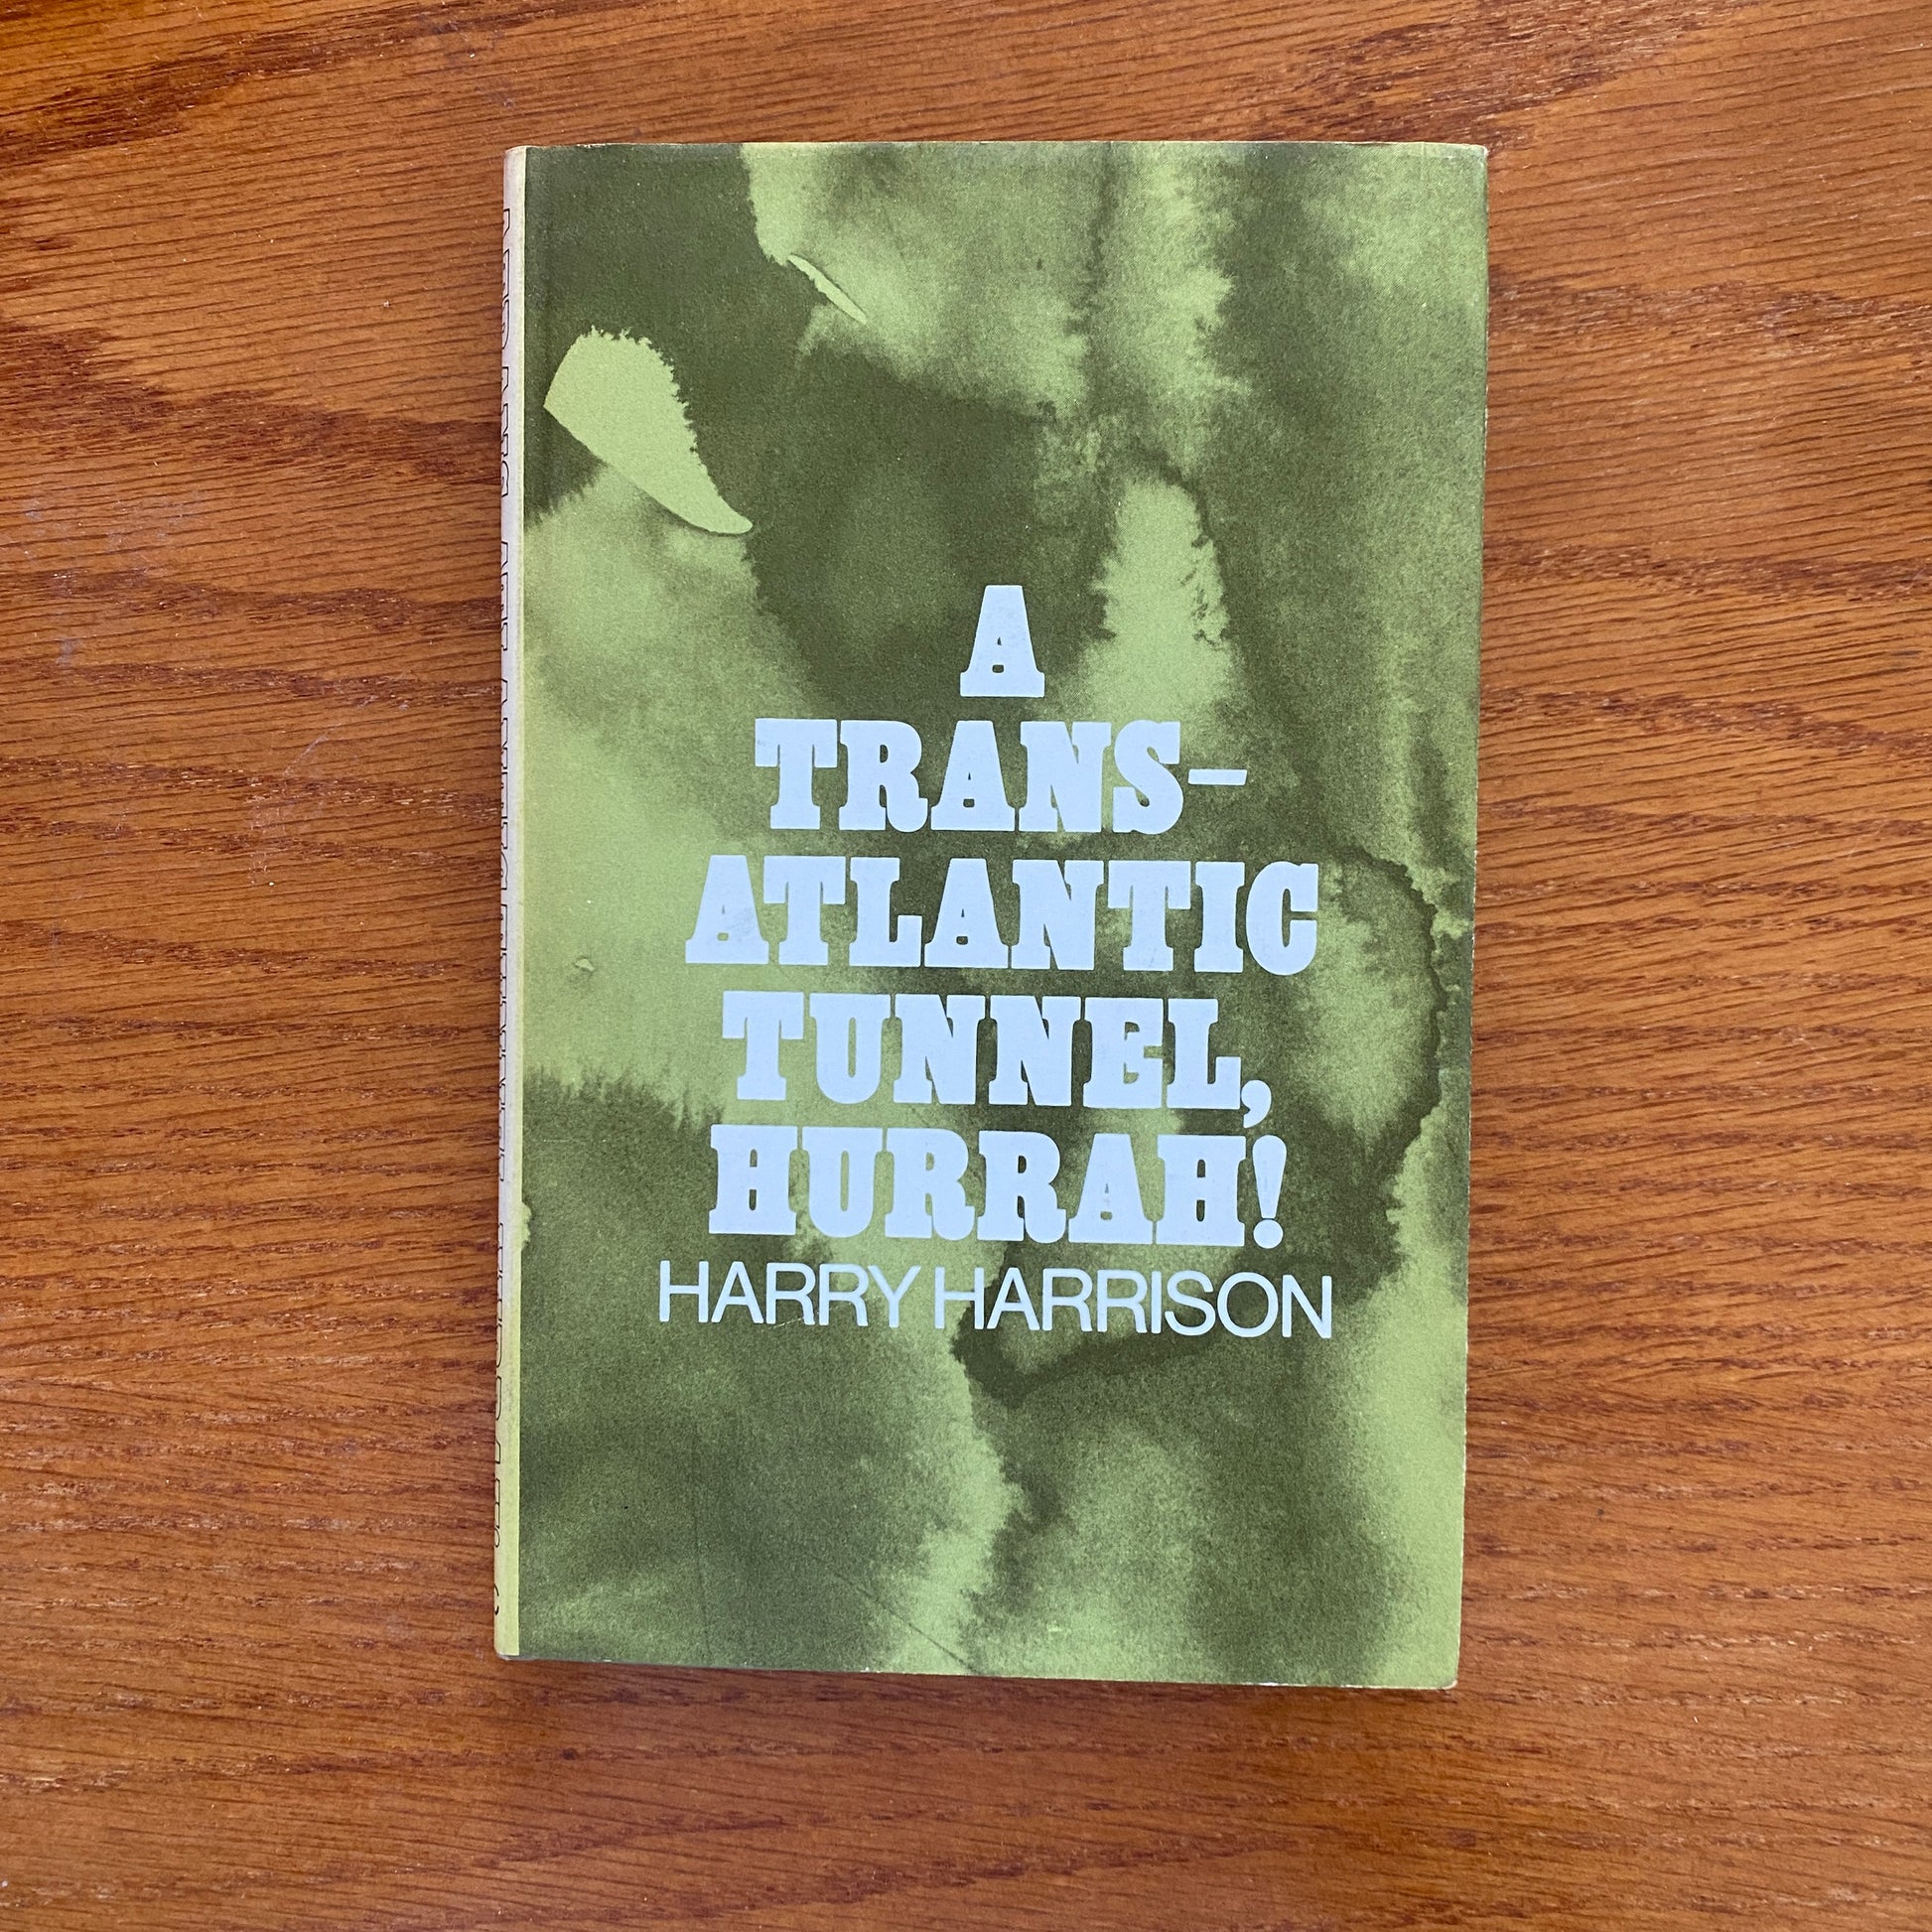 A
TRANS–
ATLANTIC
TUNNEL,
HURRAH!
HARRY HARRISON